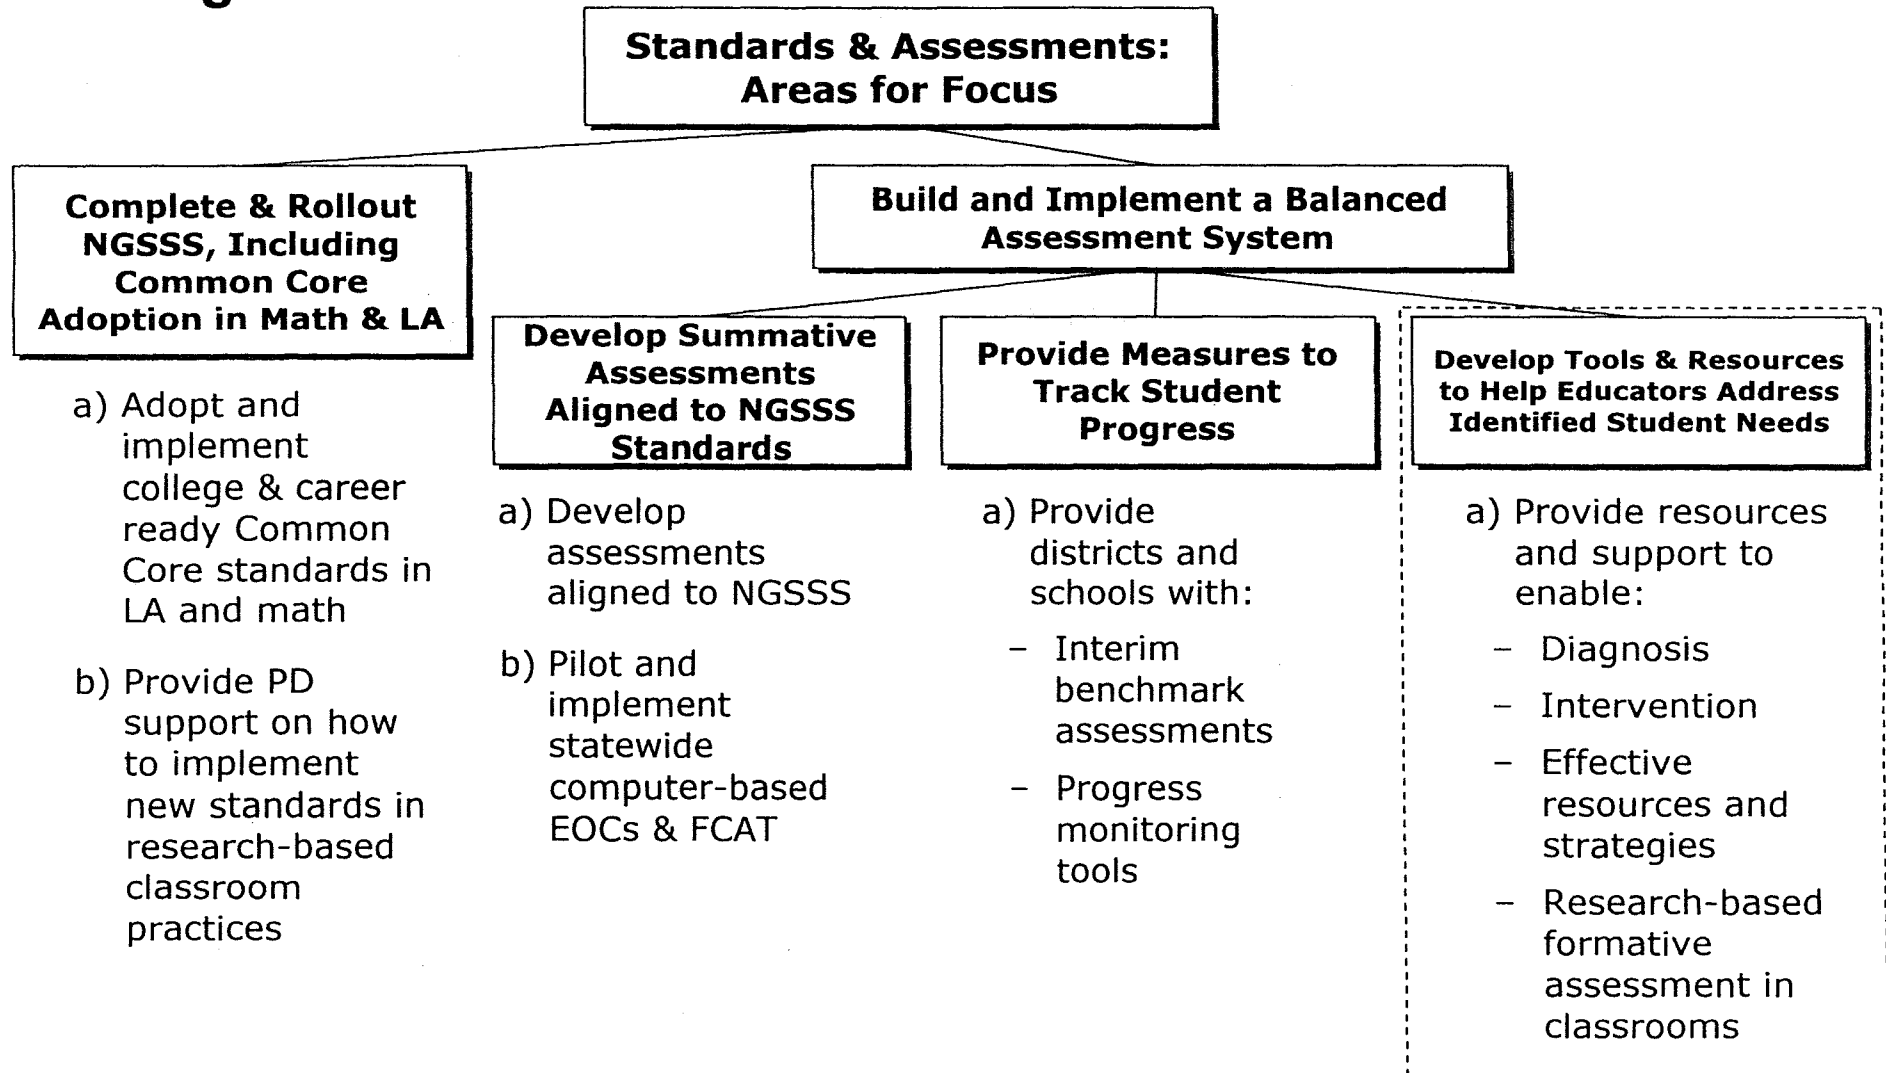 Standards & Assessments:
Areas for Focus
Complete & Rollout
NGSSS, Including
Common Core
Adoption in Math & LA
a) Adopt and
implement
college & career
ready Common
Core standards in
LA and math
b) Provide PD
support on how
to implement
new standards in
research-based
classroom
practices
Build and Implement a Balanced
Assessment System
Develop Summative
Assessments
Aligned to NGSSS
Standards
a) Develop
assessments
aligned to NGSSS
b) Pilot and
implement
statewide
computer-based
EOCs & FCAT
Provide Measures to
Track Student
Progress
a) Provide
districts and
schools with:
– Interim
benchmark
assessments
– Progress
monitoring
tools
Develop Tools & Resources
to Help Educators Address
Identified Student Needs
a) Provide resources
and support to
enable:
– Diagnosis
– Intervention
– Effective
resources and
strategies
– Research-based
formative
assessment in
classrooms